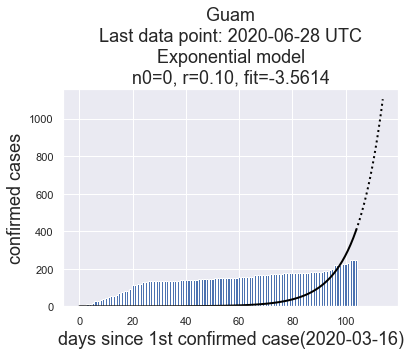 Guam
Last data point: 2020-06-28 UTC
Exponential model
n0=0, r=0.10, fit=-3.5614
confirmed cases
1000
800
600
400
200
0
0 20 40 60 80 100
days since 1st confirmed case(2020-03-16)